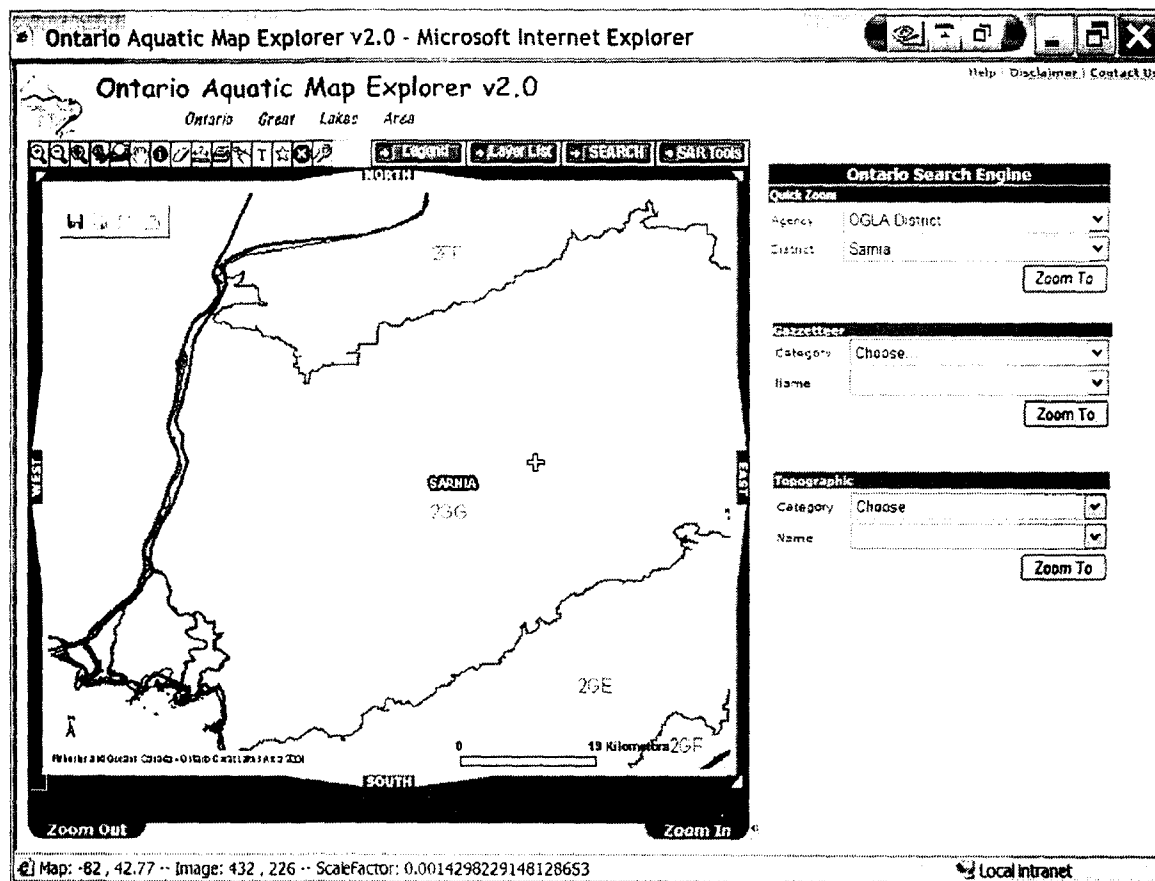 Ontario Aquatic Map Explorer v2.0 - Microsoft Internet Explorer
Help | Disclaimer | Contact Us
Ontario Aquatic Map Explorer v2.0
Ontario Great Lakes Area
T
Legend Layer List SEARCH SAR Tools
NORTH
WEST
EAST
SARNIA
2GG
2GE
2GF
0 19 Kilometers
SOUTH
Zoom Out Zoom In
Ontario Search Engine
Quick Zoom
Agency OGLA District
District Sarnia
Zoom To
Gazzetteer
Category Choose...
Name
Zoom To
Topographic
Category Choose
Name
Zoom To
Map: -82 , 42.77 -- Image: 432 , 226 -- ScaleFactor: 0.0014298229148128653
Local intranet